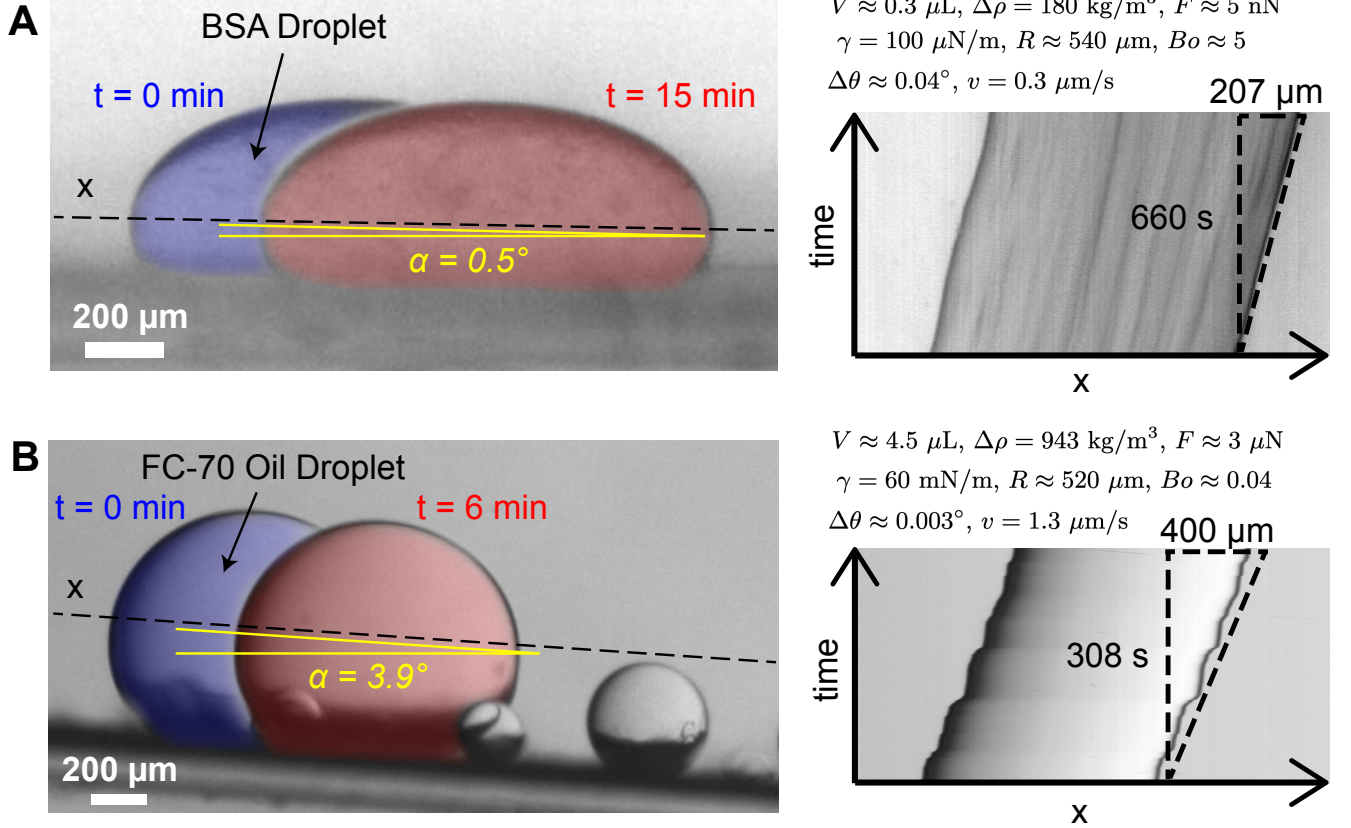 A
BSA Droplet
t = 0 min
t = 15 min
x
α = 0.5°
200 μm
V ≈ 0.3 μL, Δρ = 180 kg/m³, F ≈ 5 nN
γ = 100 μN/m, R ≈ 540 μm, Bo ≈ 5
Δθ ≈ 0.04°, v = 0.3 μm/s
207 μm
660 s
time
x
B
FC-70 Oil Droplet
t = 0 min
t = 6 min
x
α = 3.9°
200 μm
V ≈ 4.5 μL, Δρ = 943 kg/m³, F ≈ 3 μN
γ = 60 mN/m, R ≈ 520 μm, Bo ≈ 0.04
Δθ ≈ 0.003°, v = 1.3 μm/s
400 μm
308 s
time
x